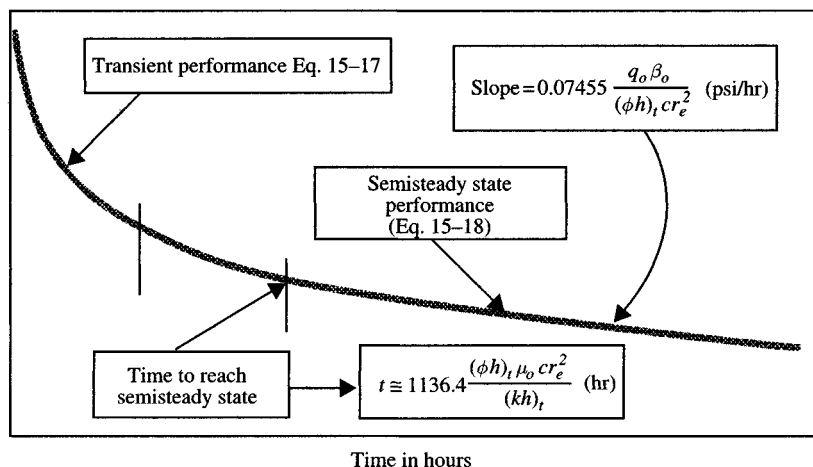 Transient performance Eq. 15–17
Slope = 0.07455 q_o β_o / (ϕh)_t cr_e^2 (psi/hr)
Semisteady state
performance
(Eq. 15–18)
Time to reach
semisteady state
t ≅ 1136.4 (ϕh)_t μ_o cr_e^2 / (kh)_t (hr)
Time in hours